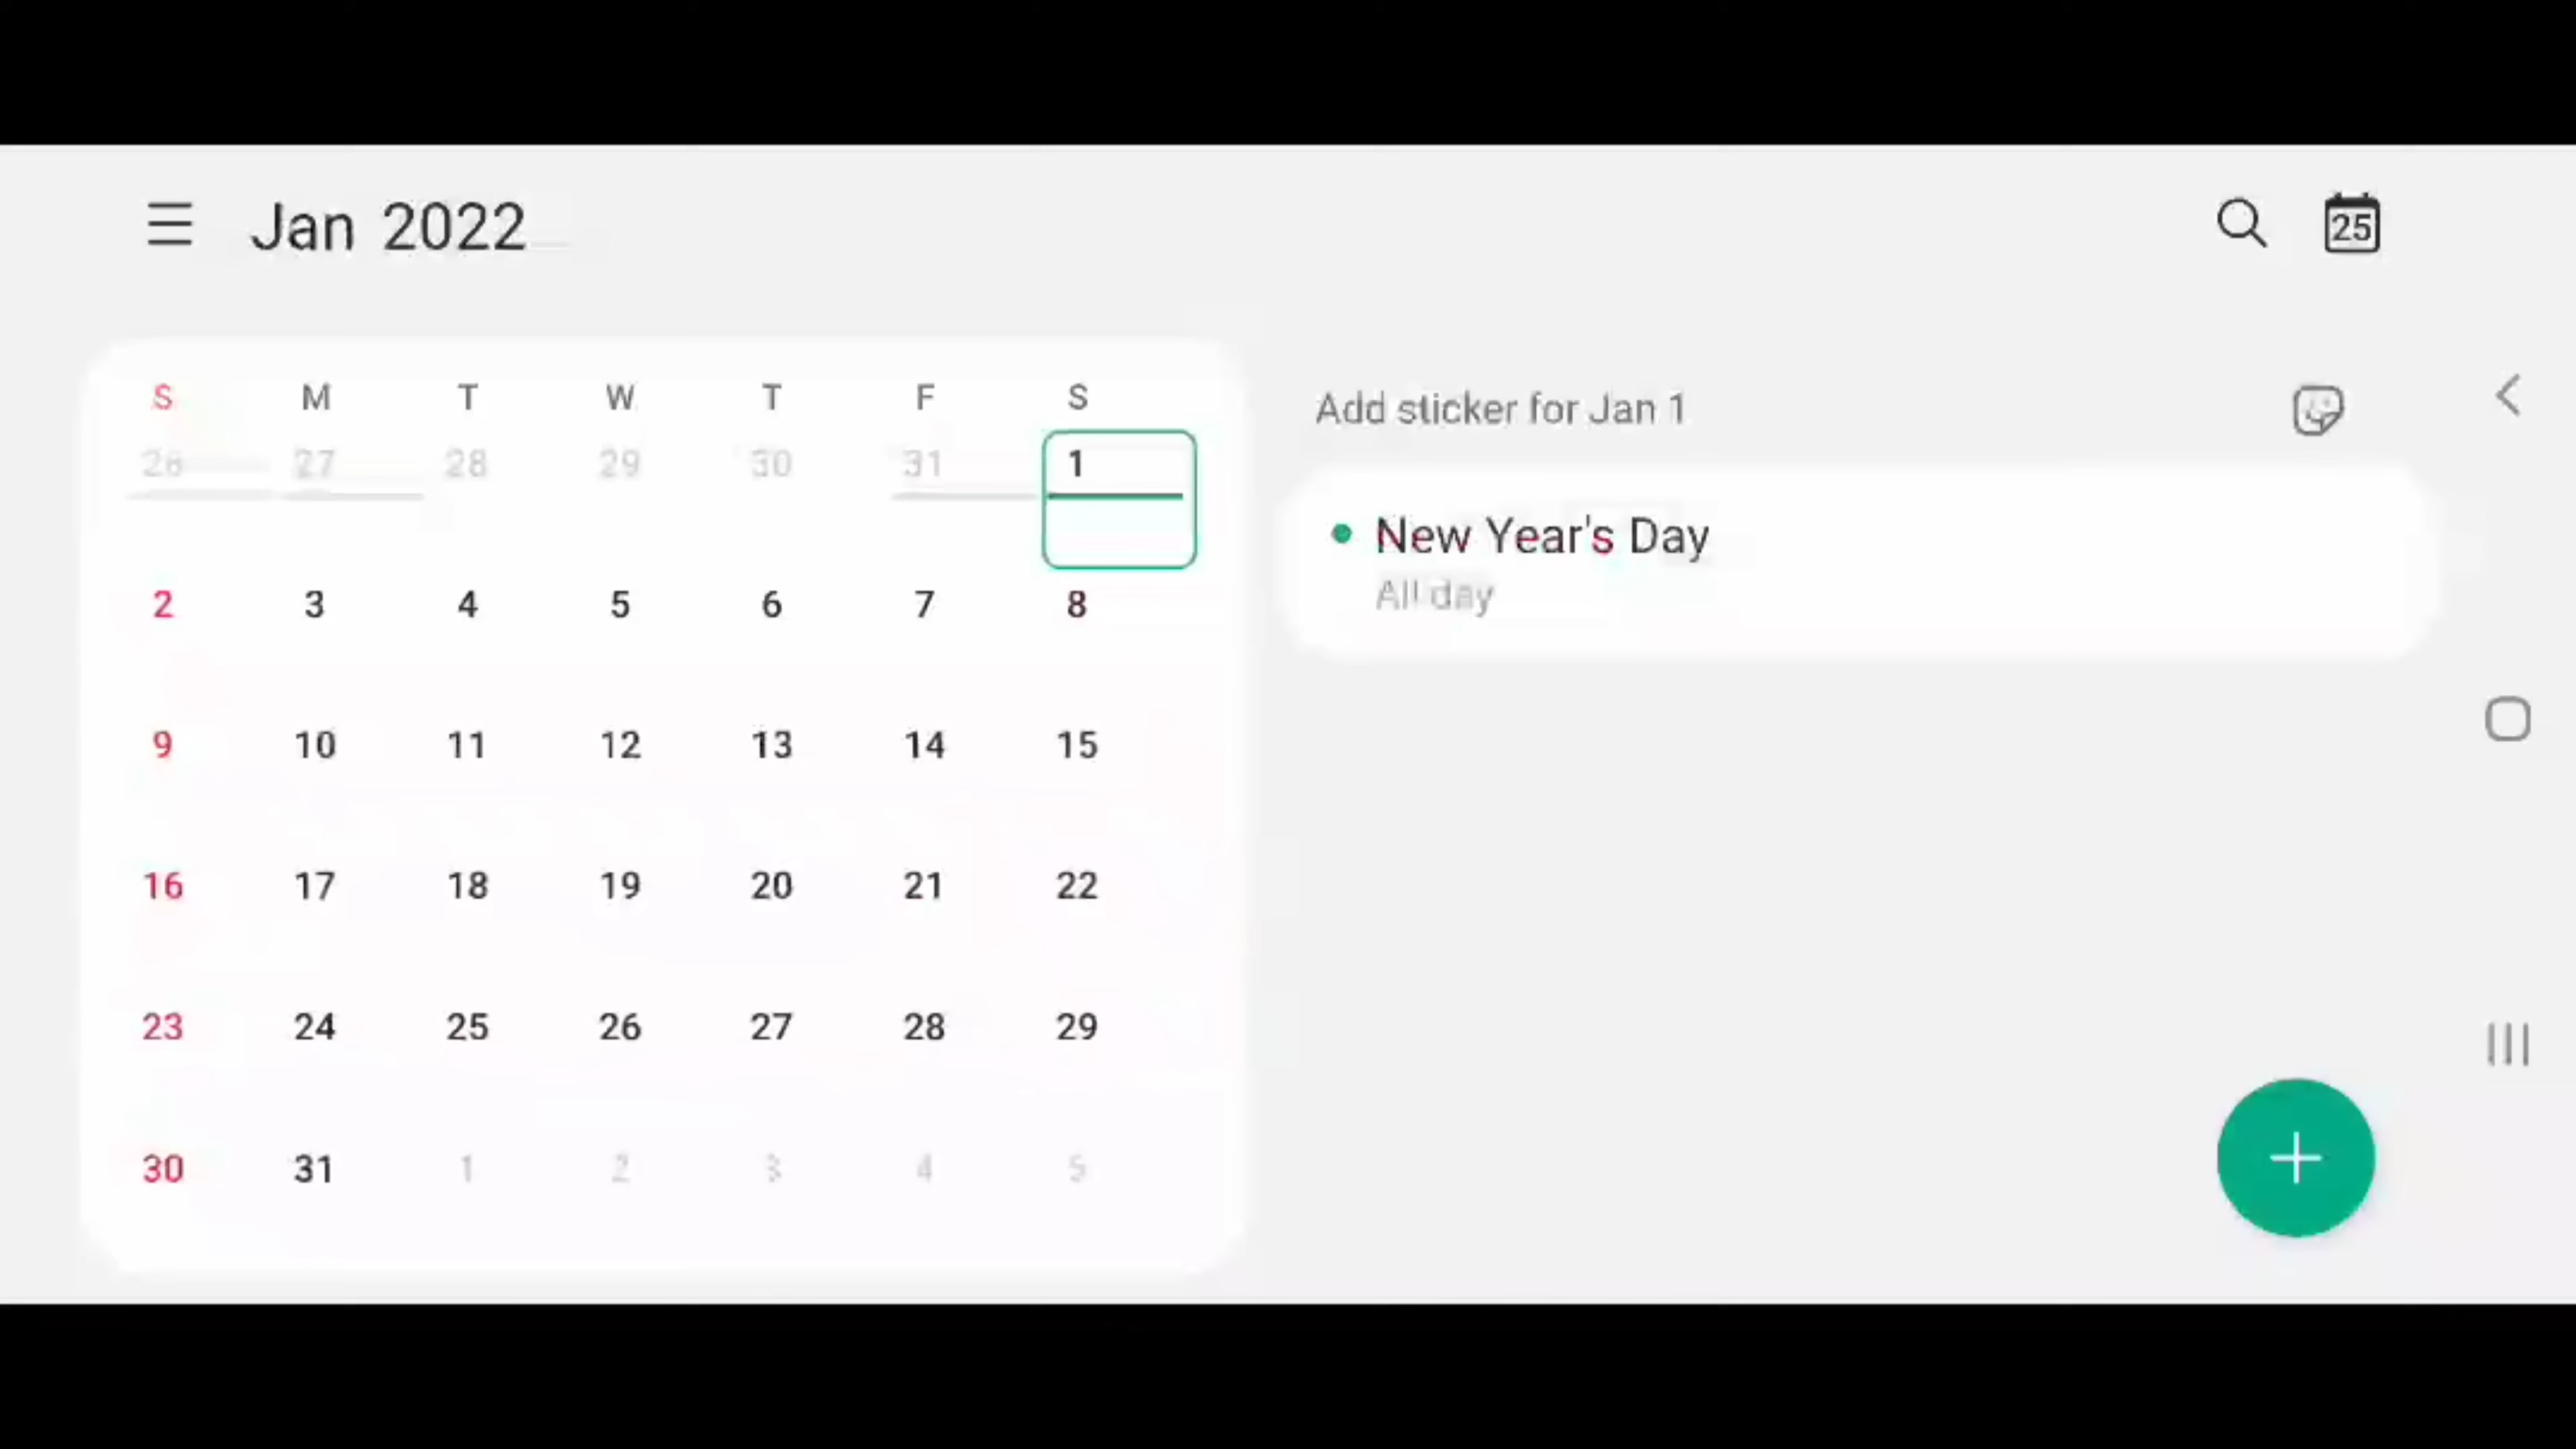 Jan 2022
25
S M T W T F S
26 27 28 29 30 31 1
2 3 4 5 6 7 8
9 10 11 12 13 14 15
16 17 18 19 20 21 22
23 24 25 26 27 28 29
30 31 1 2 3 4 5
Add sticker for Jan 1
New Year's Day
All day